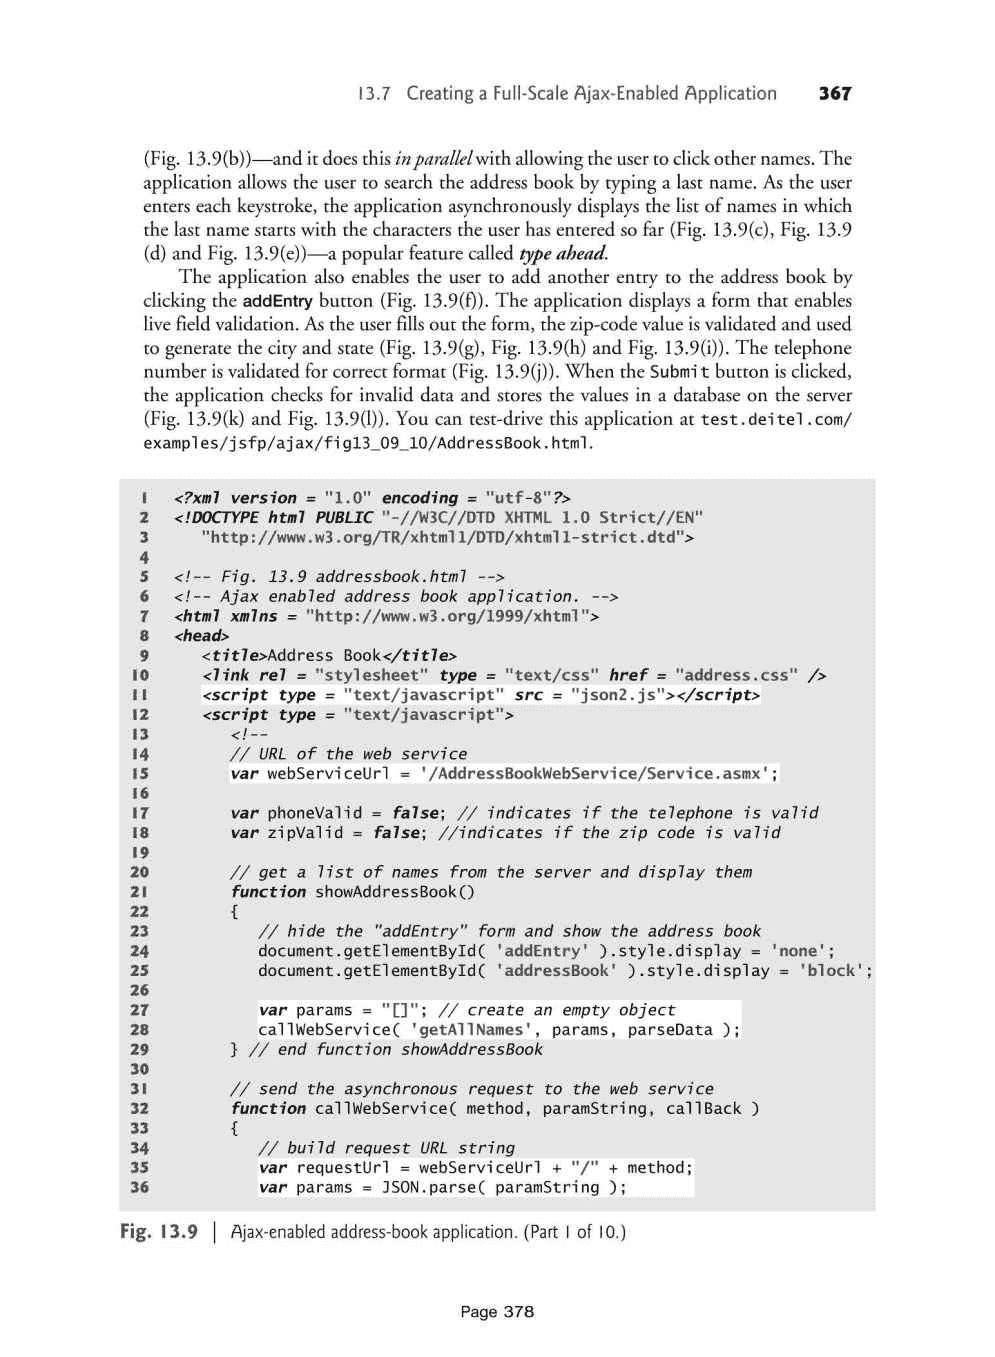 13.7 Creating a Full-Scale Ajax-Enabled Application 367
(Fig. 13.9(b))—and it does this in parallel with allowing the user to click other names. The
application allows the user to search the address book by typing a last name. As the user
enters each keystroke, the application asynchronously displays the list of names in which
the last name starts with the characters the user has entered so far (Fig. 13.9(c), Fig. 13.9
(d) and Fig. 13.9(e))—a popular feature called type ahead.
The application also enables the user to add another entry to the address book by
clicking the addEntry button (Fig. 13.9(f)). The application displays a form that enables
live field validation. As the user fills out the form, the zip-code value is validated and used
to generate the city and state (Fig. 13.9(g), Fig. 13.9(h) and Fig. 13.9(i)). The telephone
number is validated for correct format (Fig. 13.9(j)). When the Submit button is clicked,
the application checks for invalid data and stores the values in a database on the server
(Fig. 13.9(k) and Fig. 13.9(l)). You can test-drive this application at test.deitel.com/
examples/jsfp/ajax/fig13_09_10/AddressBook.html.
1 <?xml version = "1.0" encoding = "utf-8"?>
2 <!DOCTYPE html PUBLIC "-//W3C//DTD XHTML 1.0 Strict//EN"
3 "http://www.w3.org/TR/xhtml1/DTD/xhtml1-strict.dtd">
4
5 <!-- Fig. 13.9 addressbook.html -->
6 <!-- Ajax enabled address book application. -->
7 <html xmlns = "http://www.w3.org/1999/xhtml">
8 <head>
9 <title>Address Book</title>
10 <link rel = "stylesheet" type = "text/css" href = "address.css" />
11 <script type = "text/javascript" src = "json2.js"></script>
12 <script type = "text/javascript">
13 <!--
14 // URL of the web service
15 var webServiceUrl = '/AddressBookWebService/Service.asmx';
16
17 var phoneValid = false; // indicates if the telephone is valid
18 var zipValid = false; //indicates if the zip code is valid
19
20 // get a list of names from the server and display them
21 function showAddressBook()
22 {
23 // hide the "addEntry" form and show the address book
24 document.getElementById( 'addEntry' ).style.display = 'none';
25 document.getElementById( 'addressBook' ).style.display = 'block';
26
27 var params = "[]"; // create an empty object
28 callWebService( 'getAllNames', params, parseData );
29 } // end function showAddressBook
30
31 // send the asynchronous request to the web service
32 function callWebService( method, paramString, callBack )
33 {
34 // build request URL string
35 var requestUrl = webServiceUrl + "/" + method;
36 var params = JSON.parse( paramString );
Fig. 13.9 | Ajax-enabled address-book application. (Part 1 of 10.)
Page 378